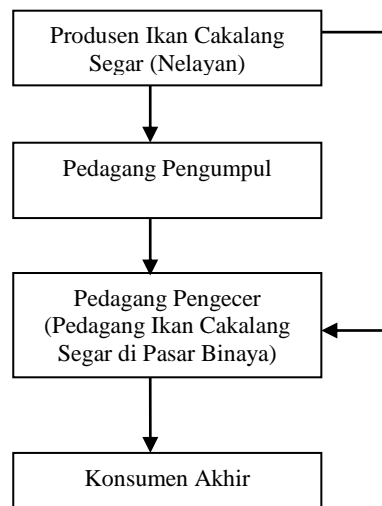 Produsen Ikan Cakalang
Segar (Nelayan)
Pedagang Pengumpul
Pedagang Pengecer
(Pedagang Ikan Cakalang
Segar di Pasar Binaya)
Konsumen Akhir